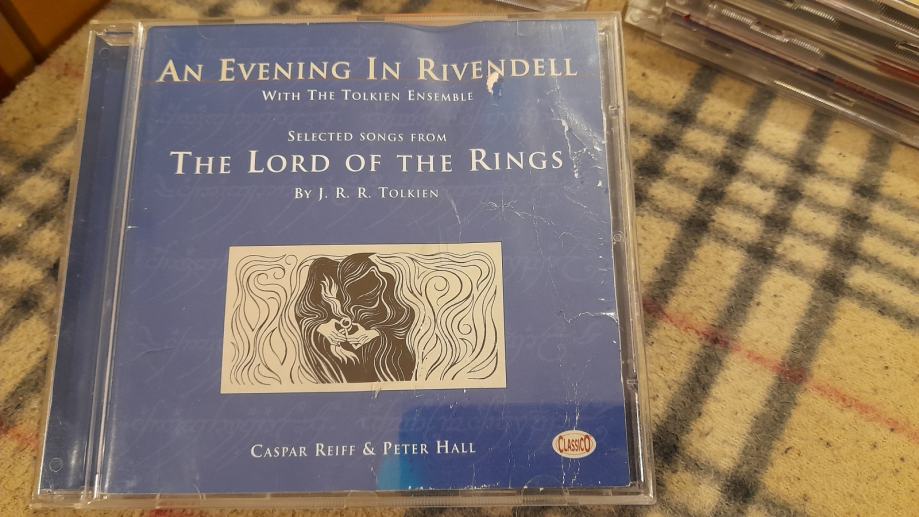 AN EVENING IN RIVENDELL
WITH THE TOLKIEN ENSEMBLE
SELECTED SONGS FROM
THE LORD OF THE RINGS
BY J. R. R. TOLKIEN
CASPAR REIFF & PETER HALL
CLASSICO